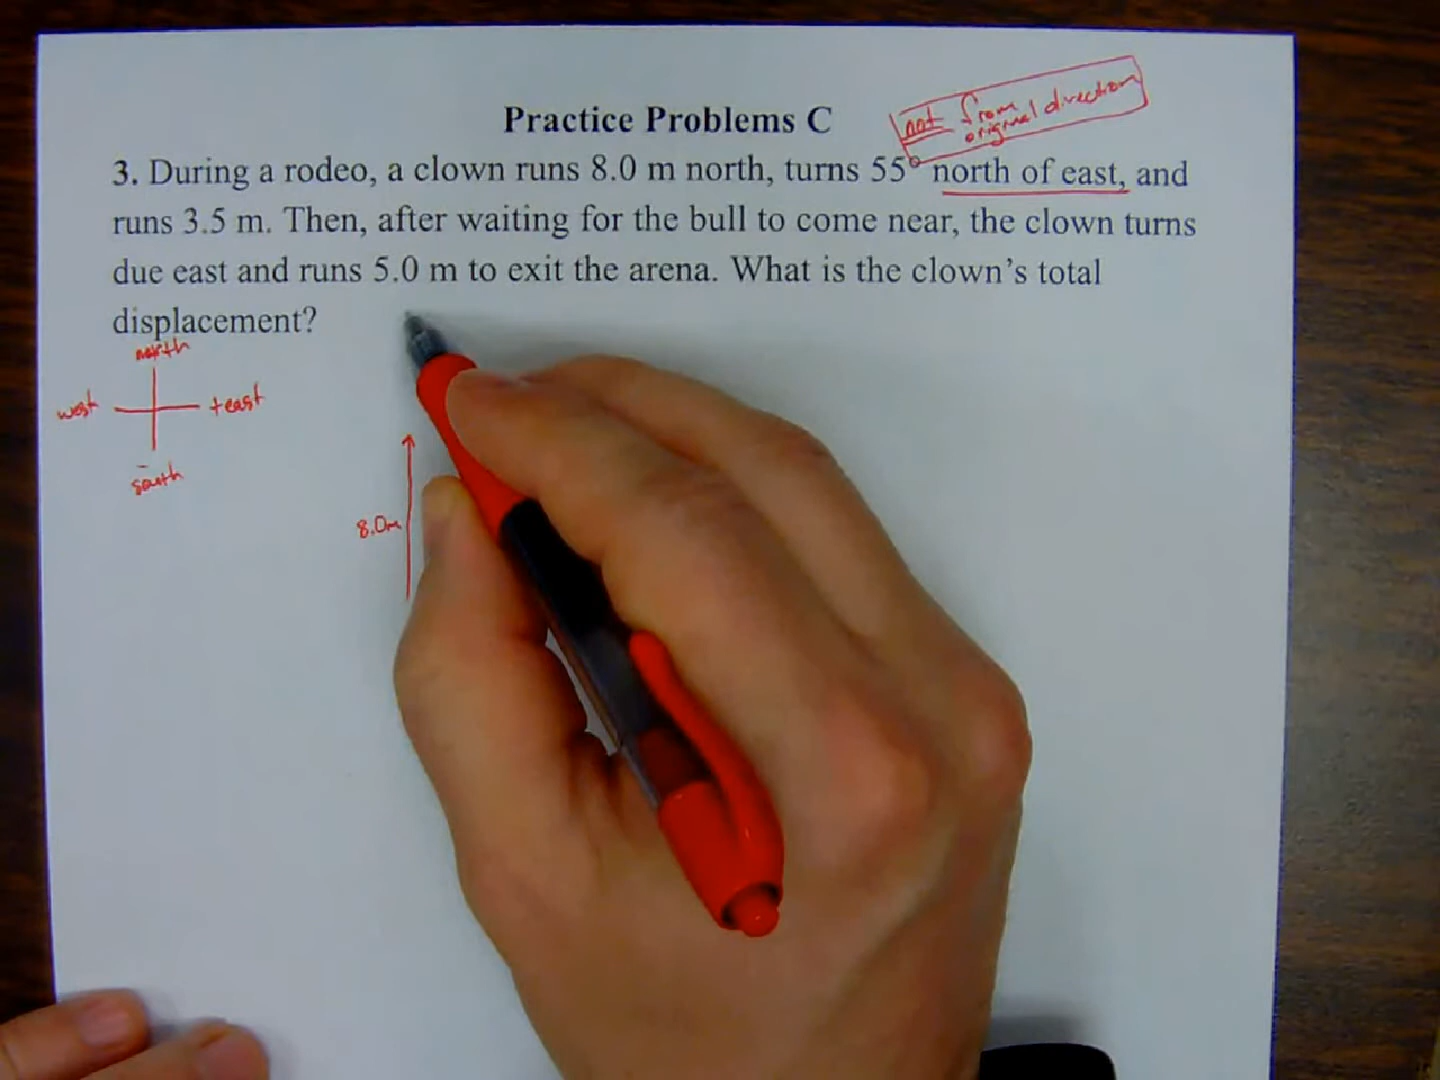 Practice Problems C
not from
original direction
3. During a rodeo, a clown runs 8.0 m north, turns 55° north of east, and
runs 3.5 m. Then, after waiting for the bull to come near, the clown turns
due east and runs 5.0 m to exit the arena. What is the clown's total
displacement?
north
west
+east
-
south
8.0m